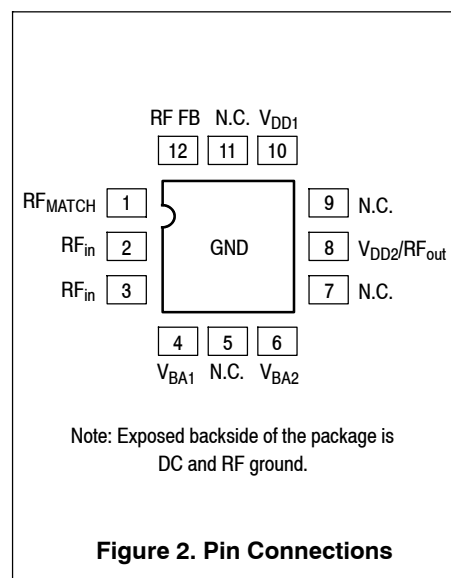 RF FB N.C. VDD1
12 11 10
RFMATCH 1 9 N.C.
RFin 2 GND 8 VDD2/RFout
RFin 3 7 N.C.
4 5 6
VBA1 N.C. VBA2
Note: Exposed backside of the package is
DC and RF ground.
Figure 2. Pin Connections